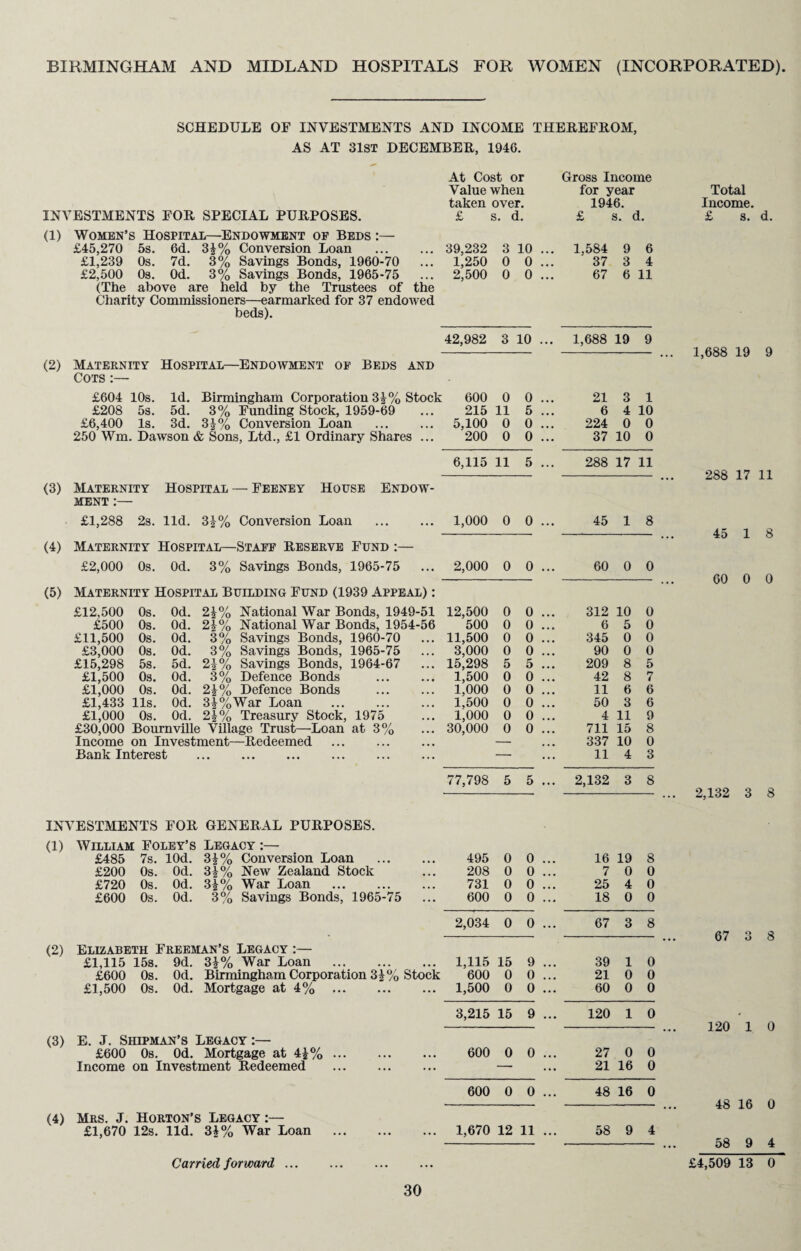 BIRMINGHAM AND MIDLAND HOSPITALS FOR WOMEN (INCORPORATED).
SCHEDULE OF INVESTMENTS AND INCOME THEREFROM,
AS AT 31ST DECEMBER, 1946.
At Cost or Gross Income
Value when for year Total
taken over. 1946. Income.
INVESTMENTS FOR SPECIAL PURPOSES. £ s. d. £ s. d. £ s. d.
(1) WOMEN'S HOSPITAL—ENDOWMENT OF BEDS :—
£45,270 5s. 6d. 3½% Conversion Loan ... ... 39,232 3 10 ... 1,584 9 6
£1,239 0s. 7d. 3% Savings Bonds, 1960-70 ... 1,250 0 0 ... 37 3 4
£2,500 0s. 0d. 3% Savings Bonds, 1965-75 ... 2,500 0 0 ... 67 6 11
(The above are held by the Trustees of the
Charity Commissioners—earmarked for 37 endowed
beds).
42,982 3 10 ... 1,688 19 9
... 1,688 19 9
(2) MATERNITY HOSPITAL—ENDOWMENT OF BEDS AND
COTS :—
£604 10s. 1d. Birmingham Corporation 3½% Stock 600 0 0 ... 21 3 1
£208 5s. 5d. 3% Funding Stock, 1959-69 ... 215 11 5 ... 6 4 10
£6,400 1s. 3d. 3½% Conversion Loan ... ... 5,100 0 0 ... 224 0 0
250 Wm. Dawson & Sons, Ltd., £1 Ordinary Shares ... 200 0 0 ... 37 10 0
6,115 11 5 ... 288 17 11
... 288 17 11
(3) MATERNITY HOSPITAL — FEENEY HOUSE ENDOW-
MENT :—
£1,288 2s. 11d. 3½% Conversion Loan ... ... 1,000 0 0 ... 45 1 8
... 45 1 8
(4) MATERNITY HOSPITAL—STAFF RESERVE FUND :—
£2,000 0s. 0d. 3% Savings Bonds, 1965-75 ... 2,000 0 0 ... 60 0 0
... 60 0 0
(5) MATERNITY HOSPITAL BUILDING FUND (1939 APPEAL) :
£12,500 0s. 0d. 2½% National War Bonds, 1949-51 12,500 0 0 ... 312 10 0
£500 0s. 0d. 2½% National War Bonds, 1954-56 500 0 0 ... 6 5 0
£11,500 0s. 0d. 3% Savings Bonds, 1960-70 ... 11,500 0 0 ... 345 0 0
£3,000 0s. 0d. 3% Savings Bonds, 1965-75 ... 3,000 0 0 ... 90 0 0
£15,298 5s. 5d. 2½% Savings Bonds, 1964-67 ... 15,298 5 5 ... 209 8 5
£1,500 0s. 0d. 3% Defence Bonds ... ... 1,500 0 0 ... 42 8 7
£1,000 0s. 0d. 2½% Defence Bonds ... ... 1,000 0 0 ... 11 6 6
£1,433 11s. 0d. 3½%War Loan ... ... ... 1,500 0 0 ... 50 3 6
£1,000 0s. 0d. 2½% Treasury Stock, 1975 ... 1,000 0 0 ... 4 11 9
£30,000 Bournville Village Trust—Loan at 3% ... 30,000 0 0 ... 711 15 8
Income on Investment—Redeemed ... ... ... — ... 337 10 0
Bank Interest ... ... ... ... ... ... — ... 11 4 3
77,798 5 5 ... 2,132 3 8
... 2,132 3 8
INVESTMENTS FOR GENERAL PURPOSES.
(1) WILLIAM FOLEY'S LEGACY :—
£485 7s. 10d. 3½% Conversion Loan ... ... 495 0 0 ... 16 19 8
£200 0s. 0d. 3½% New Zealand Stock ... 208 0 0 ... 7 0 0
£720 0s. 0d. 3½% War Loan ... ... ... 731 0 0 ... 25 4 0
£600 0s. 0d. 3% Savings Bonds, 1965-75 ... 600 0 0 ... 18 0 0
2,034 0 0 ... 67 3 8
... 67 3 8
(2) ELIZABETH FREEMAN'S LEGACY :—
£1,115 15s. 9d. 3½% War Loan ... ... ... 1,115 15 9 ... 39 1 0
£600 0s. 0d. Birmingham Corporation 3½% Stock 600 0 0 ... 21 0 0
£1,500 0s. 0d. Mortgage at 4% ... ... ... 1,500 0 0 ... 60 0 0
3,215 15 9 ... 120 1 0
... 120 1 0
(3) E. J. SHIPMAN'S LEGACY :—
£600 0s. 0d. Mortgage at 4½% ... ... ... 600 0 0 ... 27 0 0
Income on Investment Redeemed ... ... ... — ... 21 16 0
600 0 0 ... 48 16 0
... 48 16 0
(4) MRS. J. HORTON'S LEGACY :—
£1,670 12s. 11d. 3½% War Loan ... ... ... 1,670 12 11 ... 58 9 4
... 58 9 4
Carried forward ... ... ... ... £4,509 13 0
30